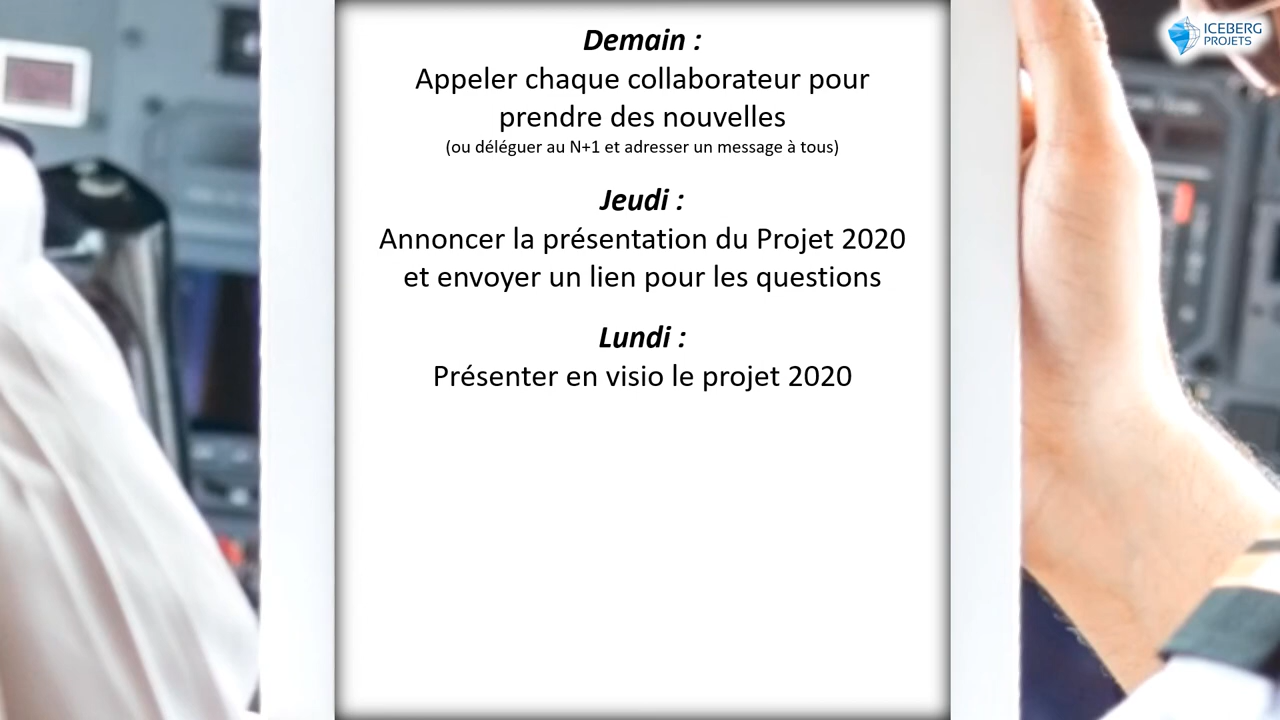 ICEBERG
PROJETS
Demain :
Appeler chaque collaborateur pour
prendre des nouvelles
(ou déléguer au N+1 et adresser un message à tous)
Jeudi :
Annoncer la présentation du Projet 2020
et envoyer un lien pour les questions
Lundi :
Présenter en visio le projet 2020